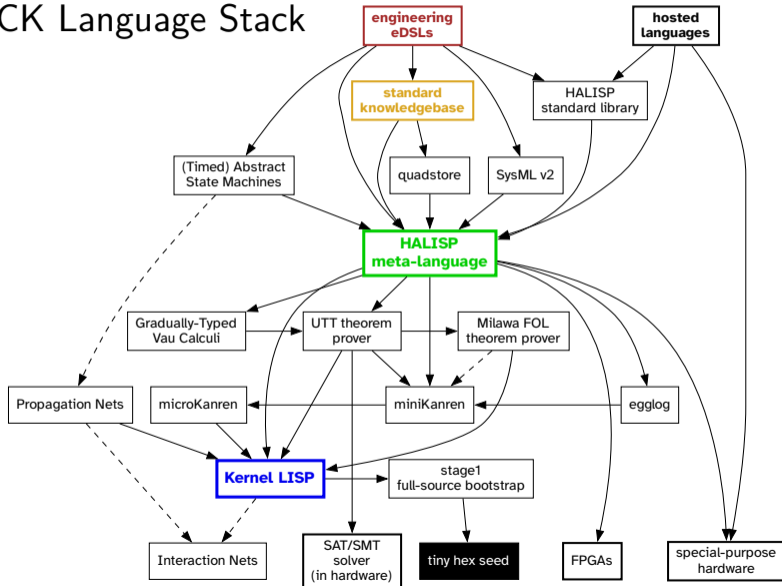 CK Language Stack
engineering
eDSLs
hosted
languages
standard
knowledgebase
HALISP
standard library
(Timed) Abstract
State Machines
quadstore
SysML v2
HALISP
meta-language
Gradually-Typed
Vau Calculi
UTT theorem
prover
Milawa FOL
theorem prover
Propagation Nets
microKanren
miniKanren
egglog
Kernel LISP
stage1
full-source bootstrap
Interaction Nets
SAT/SMT
solver
(in hardware)
tiny hex seed
FPGAs
special-purpose
hardware